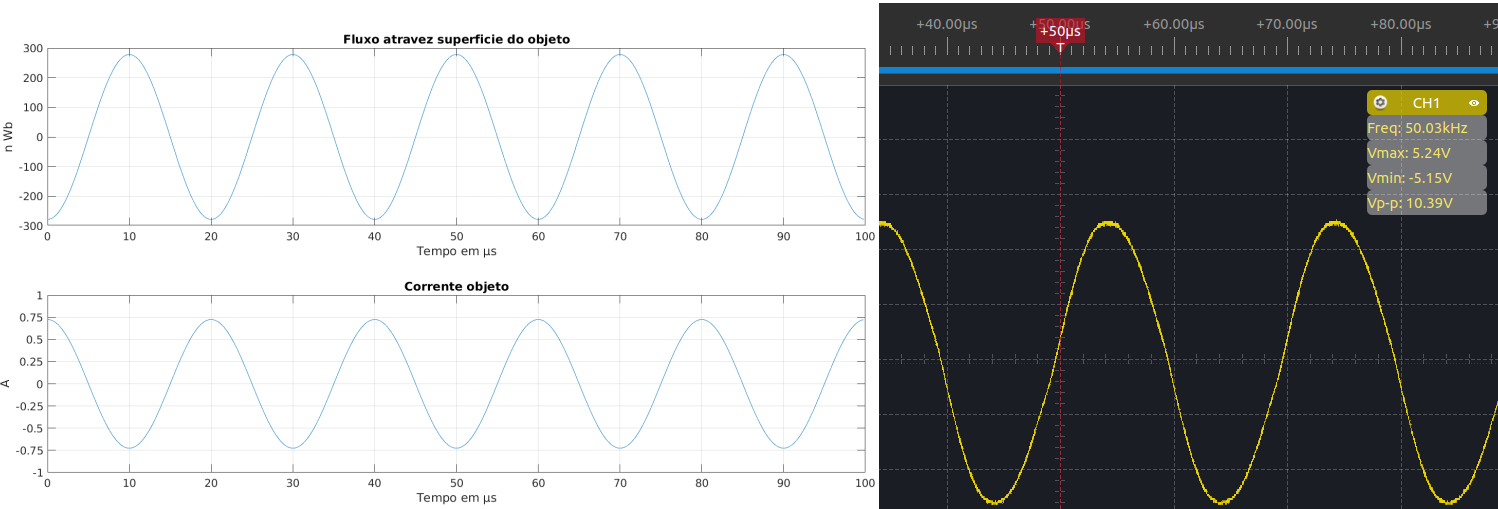 Fluxo atravez superficie do objeto
300
200
100
0
-100
-200
-300
n Wb
0 10 20 30 40 50 60 70 80 90 100
Tempo em µs
Corrente objeto
1
0.75
0.5
0.25
0
-0.25
-0.5
-0.75
-1
A
0 10 20 30 40 50 60 70 80 90 100
Tempo em µs
+40.00µs +50.00µs +60.00µs +70.00µs +80.00µs +9
+50µs
T
CH1
Freq: 50.03kHz
Vmax: 5.24V
Vmin: -5.15V
Vp-p: 10.39V